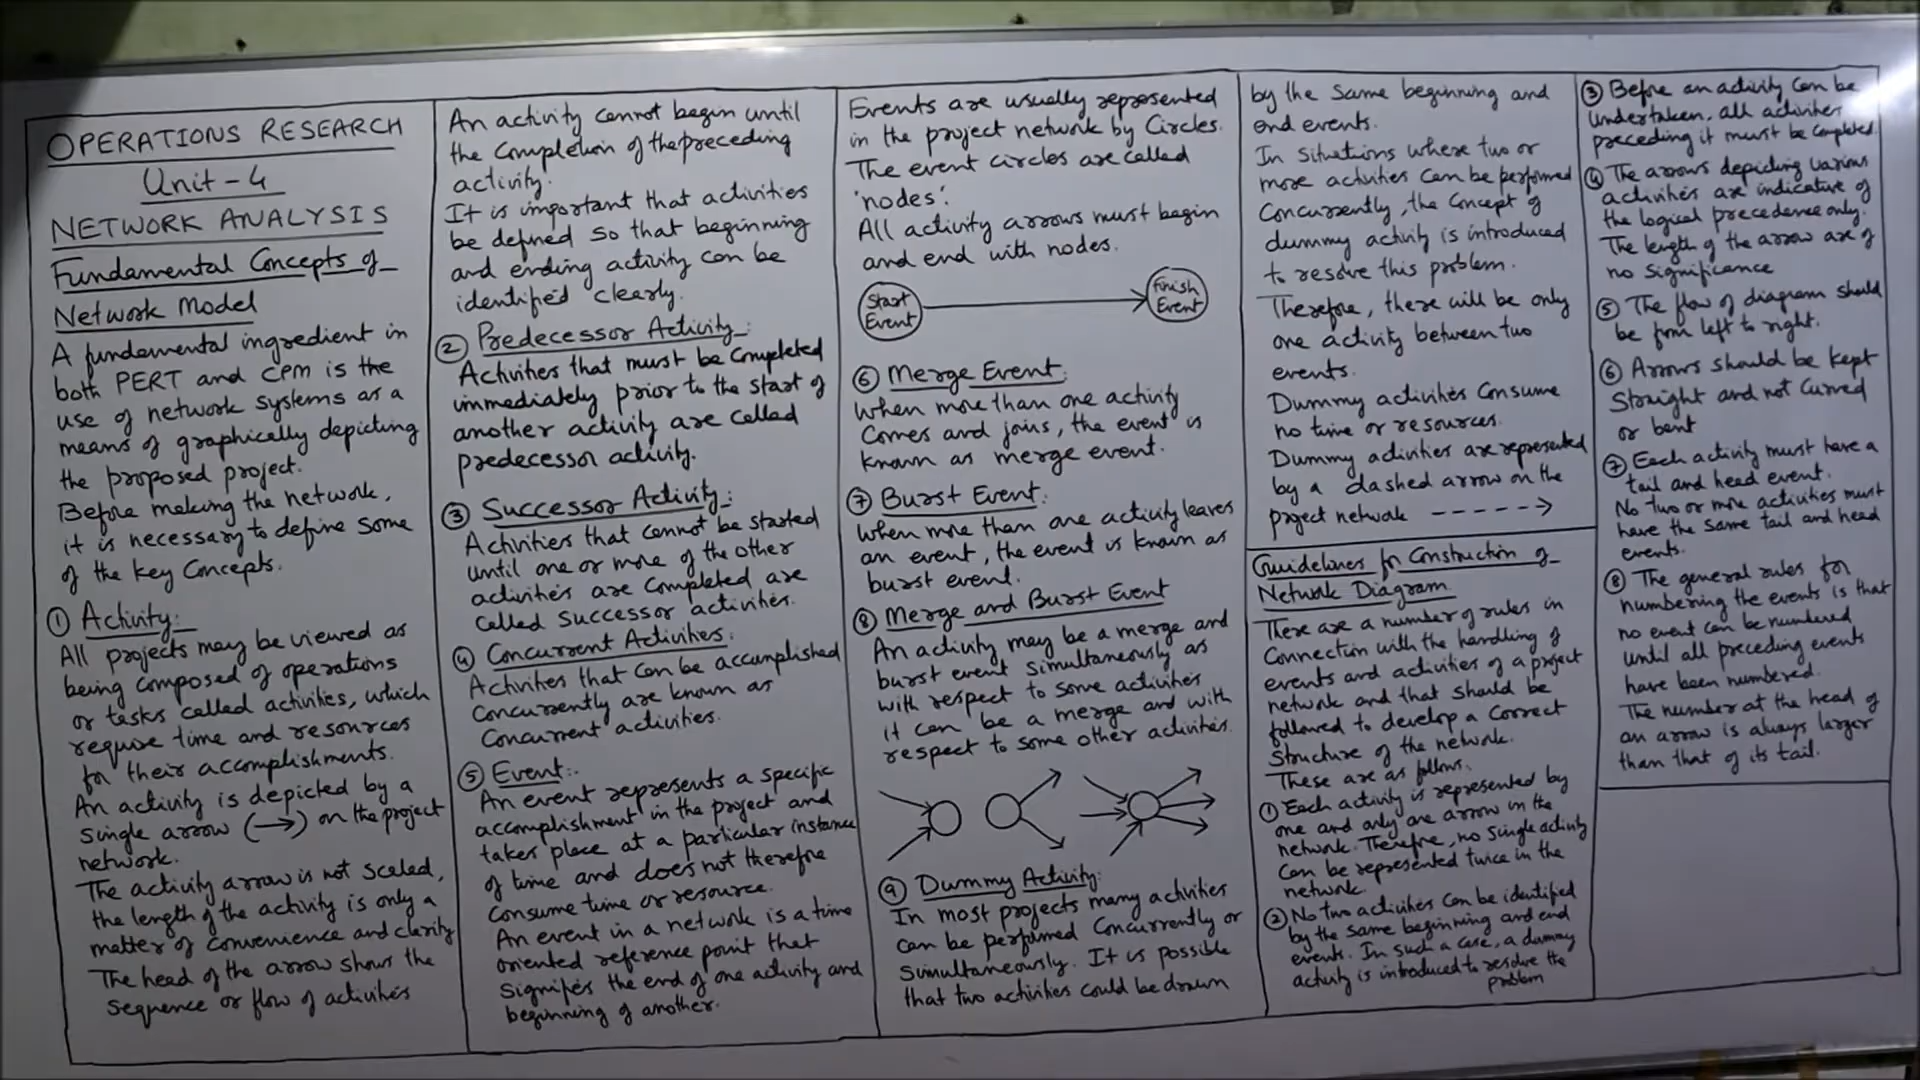 OPERATIONS RESEARCH
Unit-4
NETWORK ANALYSIS
Fundamental Concepts of
Network Model
A fundamental ingredient in
both PERT and CPM is the
use of network systems as a
means of graphically depicting
the proposed project.
Before making the network,
it is necessary to define some
of the key Concepts.
① Activity:
All projects may be viewed as
being composed of operations
or tasks called activities, which
require time and resources
for their accomplishments.
An activity is depicted by a
single arrow (→) on the project
network.
The activity arrow is not scaled,
the length of the activity is only a
matter of convenience and clarity
The head of the arrow shows the
sequence or flow of activities
An activity cannot begin until
the completion of the preceding
activity.
It is important that activities
be defined so that beginning
and ending activity can be
identified clearly.
② Predecessor Activity:
Activities that must be completed
immediately prior to the start of
another activity are called
predecessor activity.
③ Successor Activity:
Activities that cannot be started
until one or more of the other
activities are completed are
called successor activities.
④ Concurrent Activities:
Activities that can be accomplished
concurrently are known as
concurrent activities.
⑤ Event:-
An event represents a specific
accomplishment in the project and
takes place at a particular instance
of time and does not therefore
consume time or resource.
An event in a network is a time
oriented reference point that
signifies the end of one activity and
beginning of another.
Events are usually represented
in the project network by Circles.
The event circles are called
'nodes'.
All activity arrows must begin
and end with nodes.
Start
Event
Finish
Event
⑥ Merge Event:
When more than one activity
comes and joins, the event is
known as merge event.
⑦ Burst Event:
When more than one activity leaves
an event, the event is known as
burst event.
⑧ Merge and Burst Event
An activity may be a merge and
burst event simultaneously as
with respect to some activities
it can be a merge and with
respect to some other activities.
⑨ Dummy Activity:
In most projects many activities
can be performed concurrently or
simultaneously. It is possible
that two activities could be drawn
by the same beginning and
end events.
In situations where two or
more activities can be performed
concurrently, the concept of
dummy activity is introduced
to resolve this problem.
Therefore, there will be only
one activity between two
events.
Dummy activities consume
no time or resources.
Dummy activities are represented
by a dashed arrow on the
project network ----->
Guidelines for Construction of
Network Diagram
There are a number of rules in
connection with the handling of
events and activities of a project
network and that should be
followed to develop a correct
structure of the network.
These are as follows.
① Each activity is represented by
one and only one arrow in the
network. Therefore, no single activity
can be represented twice in the
network.
② No two activities can be identified
by the same beginning and end
events. In such a case, a dummy
activity is introduced to resolve the
problem
③ Before an activity can be
undertaken, all activities
preceding it must be completed
④ The arrows depicting various
activities are indicative of
the logical precedence only.
The length of the arrow are of
no significance
⑤ The flow of diagram should
be from left to right.
⑥ Arrows should be kept
straight and not curved
or bent
⑦ Each activity must have a
tail and head event.
No two or more activities must
have the same tail and head
events.
⑧ The general rules for
numbering the events is that
no event can be numbered
until all preceding events
have been numbered.
The number at the head of
an arrow is always larger
than that of its tail.